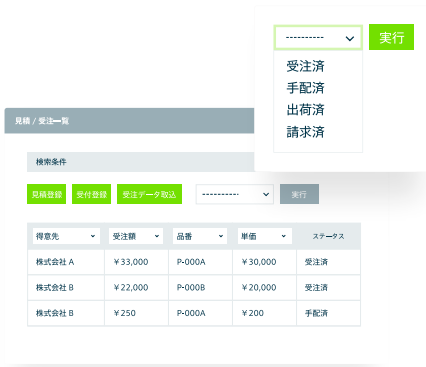 ---------- 実行
受注済
手配済
出荷済
請求済
見積 / 受注一覧
検索条件
見積登録 受付登録 受注データ取込 ---------- 実行
得意先 受注額 品番 単価 ステータス
株式会社 A ￥33,000 P-000A ￥30,000 受注済
株式会社 B ￥22,000 P-000B ￥20,000 受注済
株式会社 B ￥250 P-000A ￥200 手配済